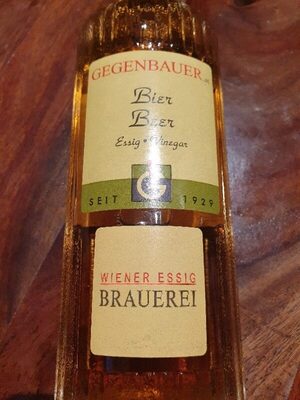 GEGENBAUER
Bier
Beer
Essig • Vinegar
G
SEIT 1929
WIENER ESSIG
BRAUEREI